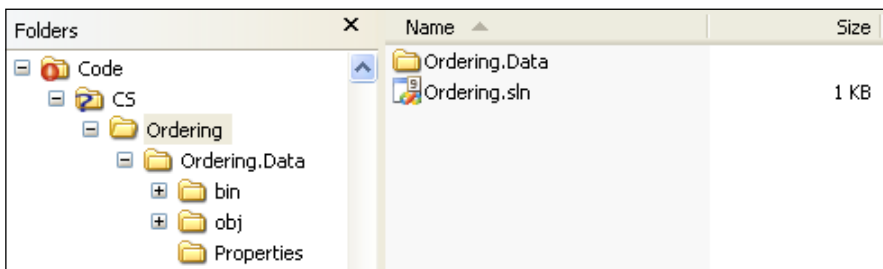 Folders
Code
CS
Ordering
Ordering.Data
bin
obj
Properties
Name Size
Ordering.Data
Ordering.sln 1 KB